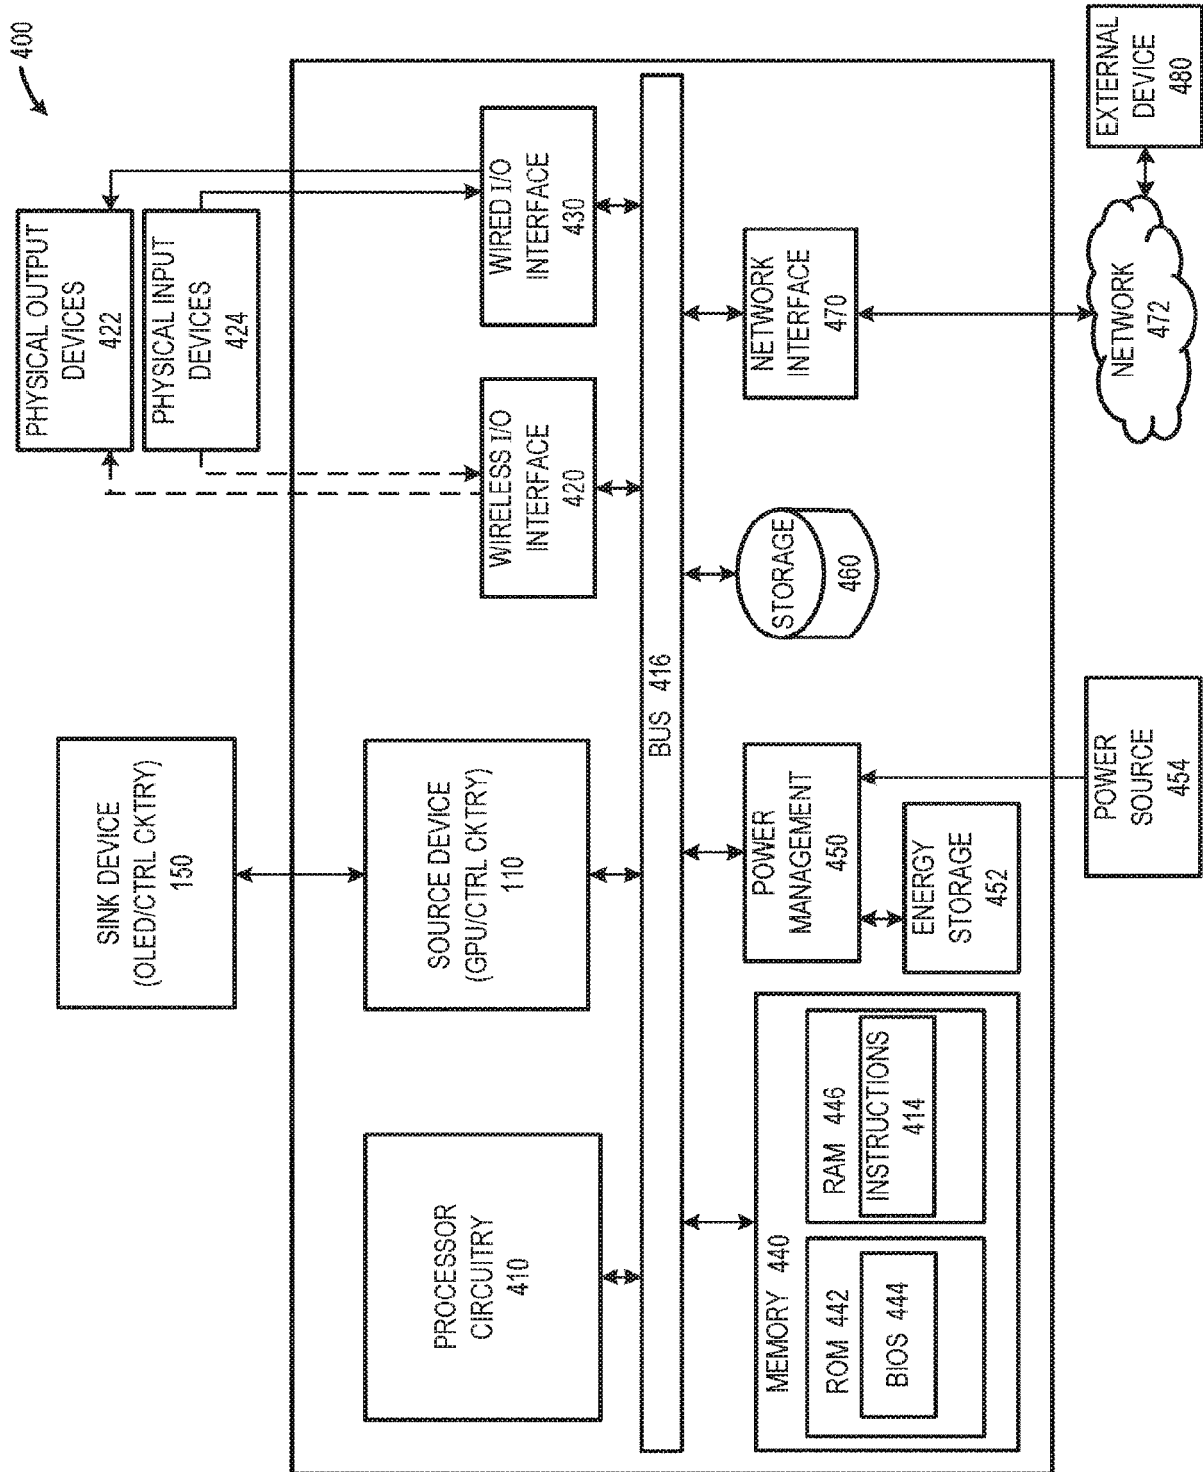 400
SINK DEVICE
(OLED/CTRL CKTRY)
150
PHYSICAL OUTPUT
DEVICES
422
PHYSICAL INPUT
DEVICES
424
PROCESSOR
CIRCUITRY
410
SOURCE DEVICE
(GPU/CTRL CKTRY)
110
WIRELESS I/O
INTERFACE
420
WIRED I/O
INTERFACE
430
BUS 416
MEMORY 440
ROM 442
BIOS 444
RAM 446
INSTRUCTIONS
414
POWER
MANAGEMENT
450
ENERGY
STORAGE
452
STORAGE
460
NETWORK
INTERFACE
470
POWER
SOURCE
454
NETWORK
472
EXTERNAL
DEVICE
480